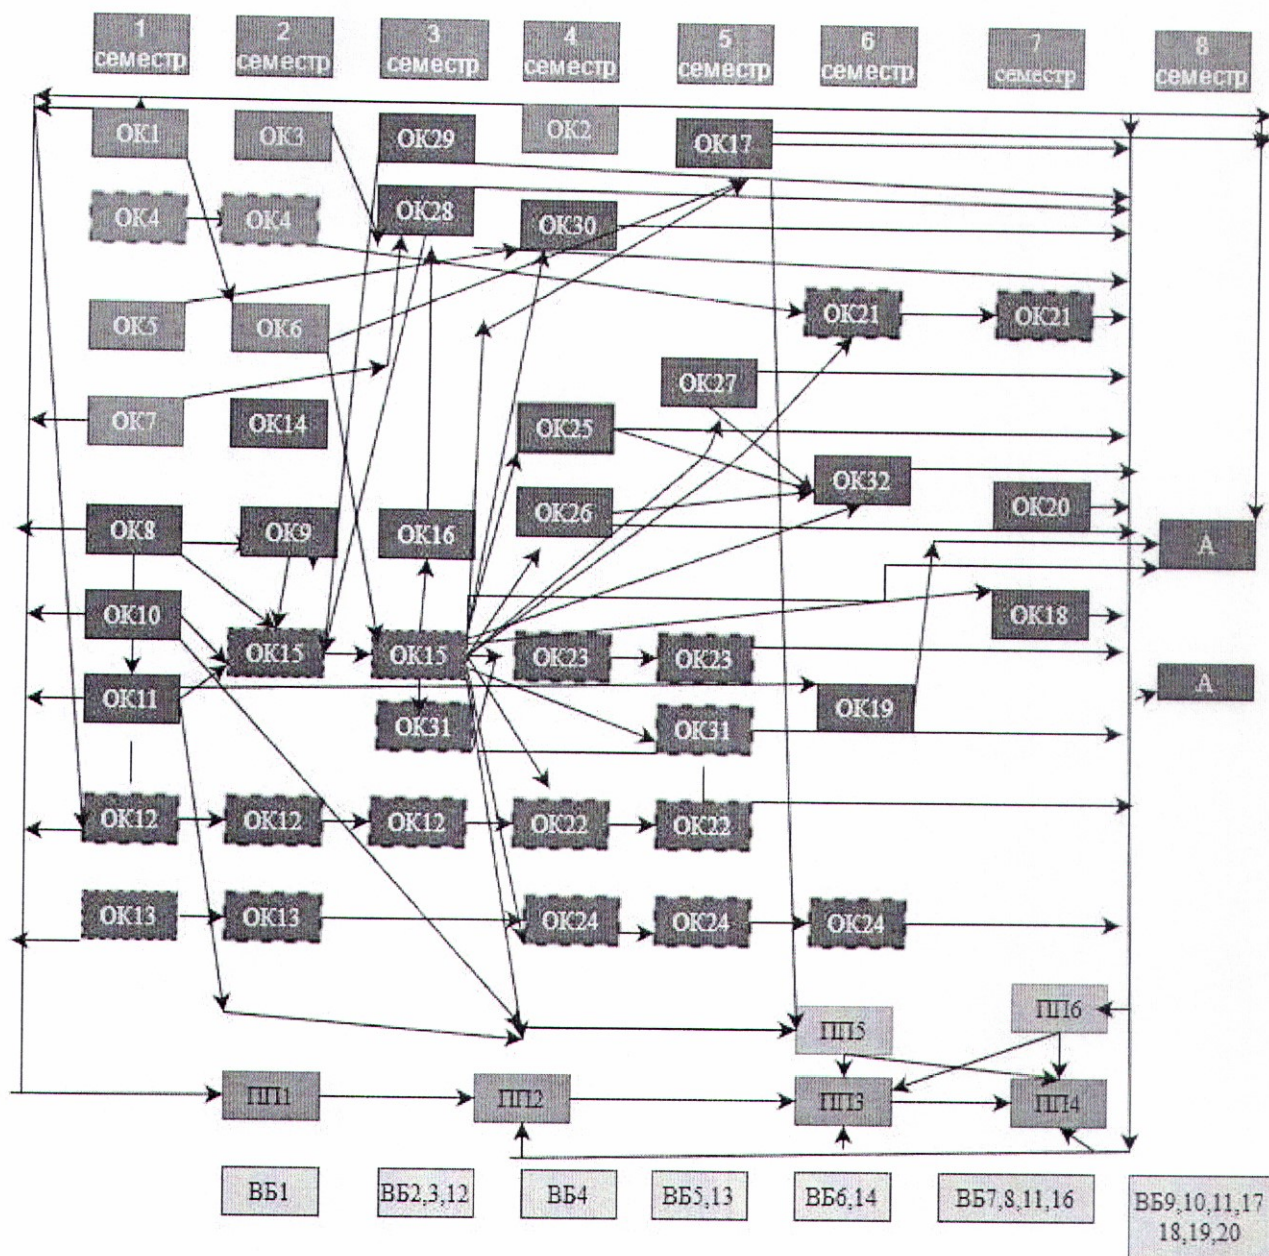 1 семестр
2 семестр
3 семестр
4 семестр
5 семестр
6 семестр
7 семестр
8 семестр
ОК1
ОК3
ОК29
ОК2
ОК17
ОК4
ОК4
ОК28
ОК30
ОК5
ОК6
ОК21
ОК21
ОК7
ОК14
ОК25
ОК27
ОК8
ОК9
ОК16
ОК26
ОК32
ОК20
А
ОК10
ОК15
ОК15
ОК23
ОК23
ОК18
ОК11
ОК31
ОК31
ОК19
А
ОК12
ОК12
ОК12
ОК22
ОК22
ОК13
ОК13
ОК24
ОК24
ОК24
ПП5
ПП6
ПП1
ПП2
ПП3
ПП4
ВБ1
ВБ2,3,12
ВБ4
ВБ5,13
ВБ6,14
ВБ7,8,11,16
ВБ9,10,11,17
18,19,20